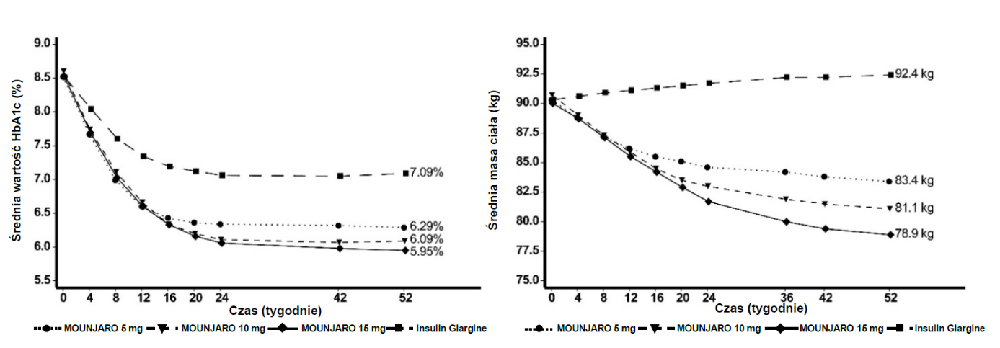 Średnia wartość HbA1c (%)
9.0
8.5
8.0
7.5
7.0
6.5
6.0
5.5
7.09%
6.29%
6.09%
5.95%
0 4 8 12 16 20 24 42 52
Czas (tygodnie)
MOUNJARO 5 mg MOUNJARO 10 mg MOUNJARO 15 mg Insulin Glargine
Średnia masa ciała (kg)
95.0
92.5
90.0
87.5
85.0
82.5
80.0
77.5
75.0
92.4 kg
83.4 kg
81.1 kg
78.9 kg
0 4 8 12 16 20 24 36 42 52
Czas (tygodnie)
MOUNJARO 5 mg MOUNJARO 10 mg MOUNJARO 15 mg Insulin Glargine